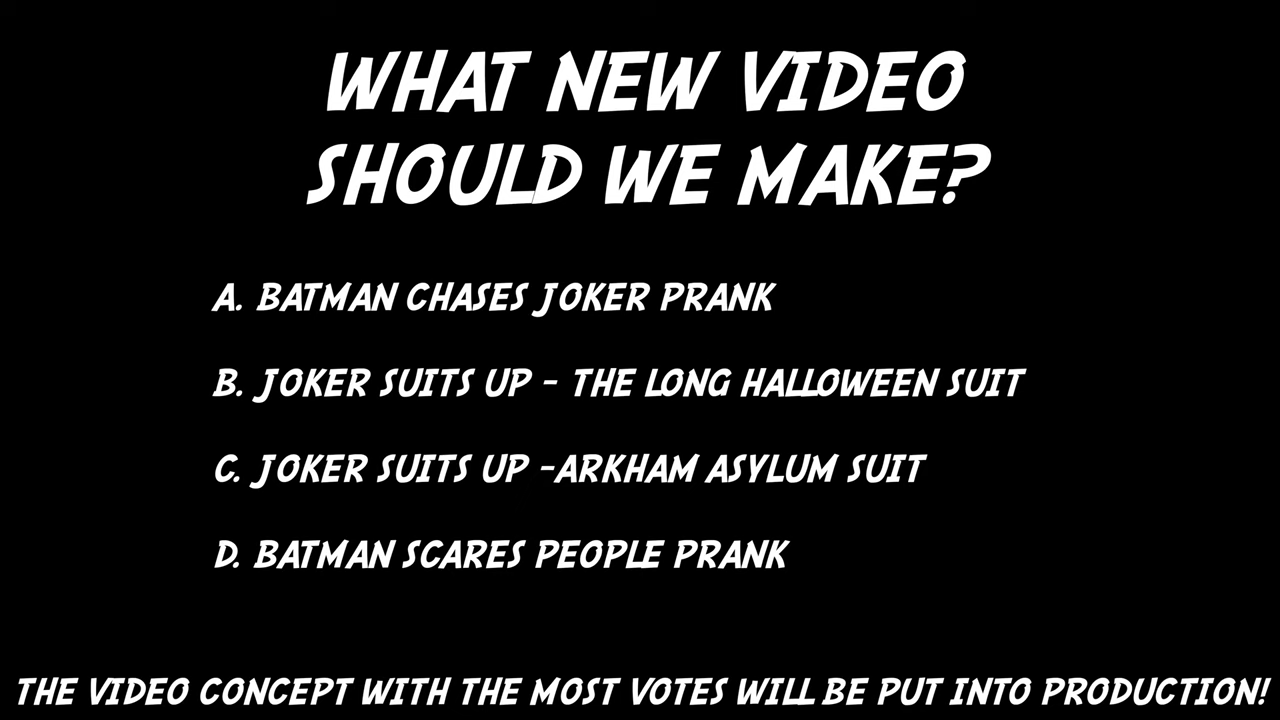 WHAT NEW VIDEO
SHOULD WE MAKE?
A. BATMAN CHASES JOKER PRANK
B. JOKER SUITS UP - THE LONG HALLOWEEN SUIT
C. JOKER SUITS UP -ARKHAM ASYLUM SUIT
D. BATMAN SCARES PEOPLE PRANK
THE VIDEO CONCEPT WITH THE MOST VOTES WILL BE PUT INTO PRODUCTION!